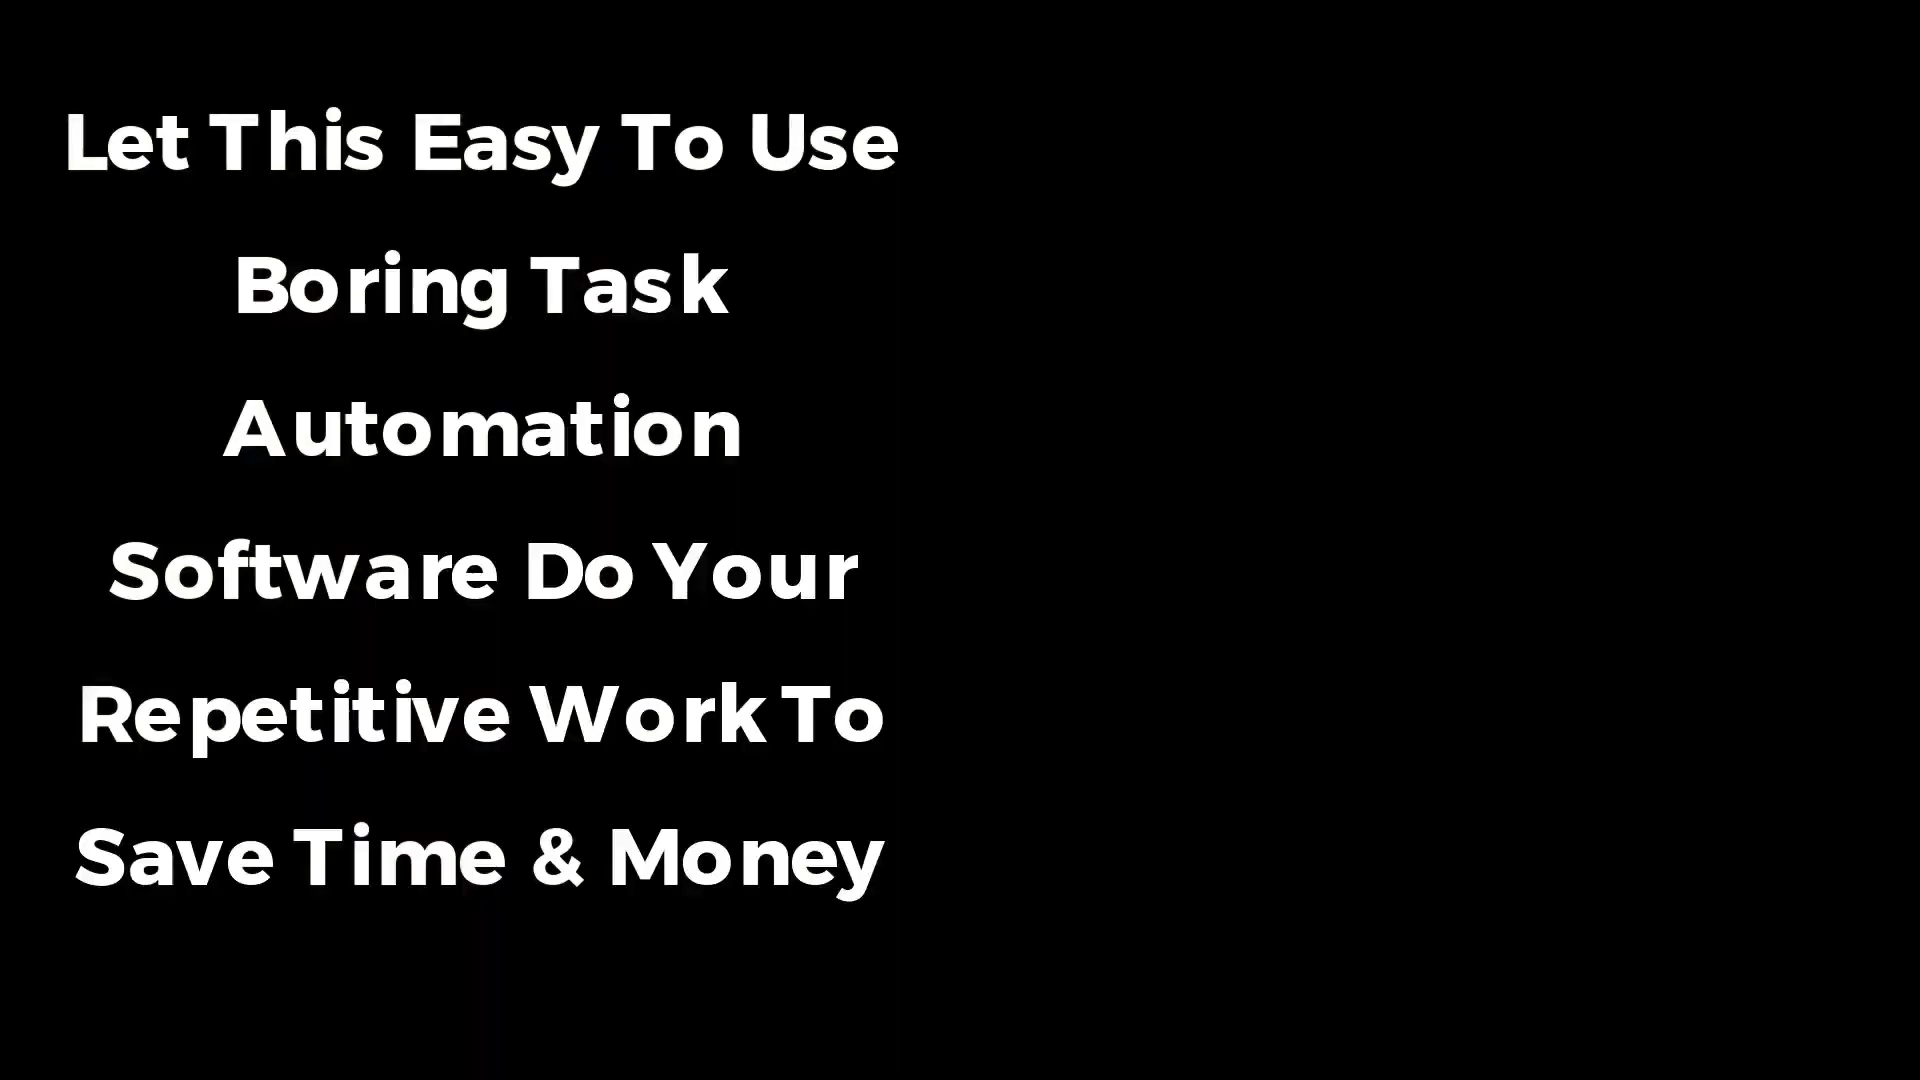 Let This Easy To Use
Boring Task
Automation
Software Do Your
Repetitive Work To
Save Time & Money